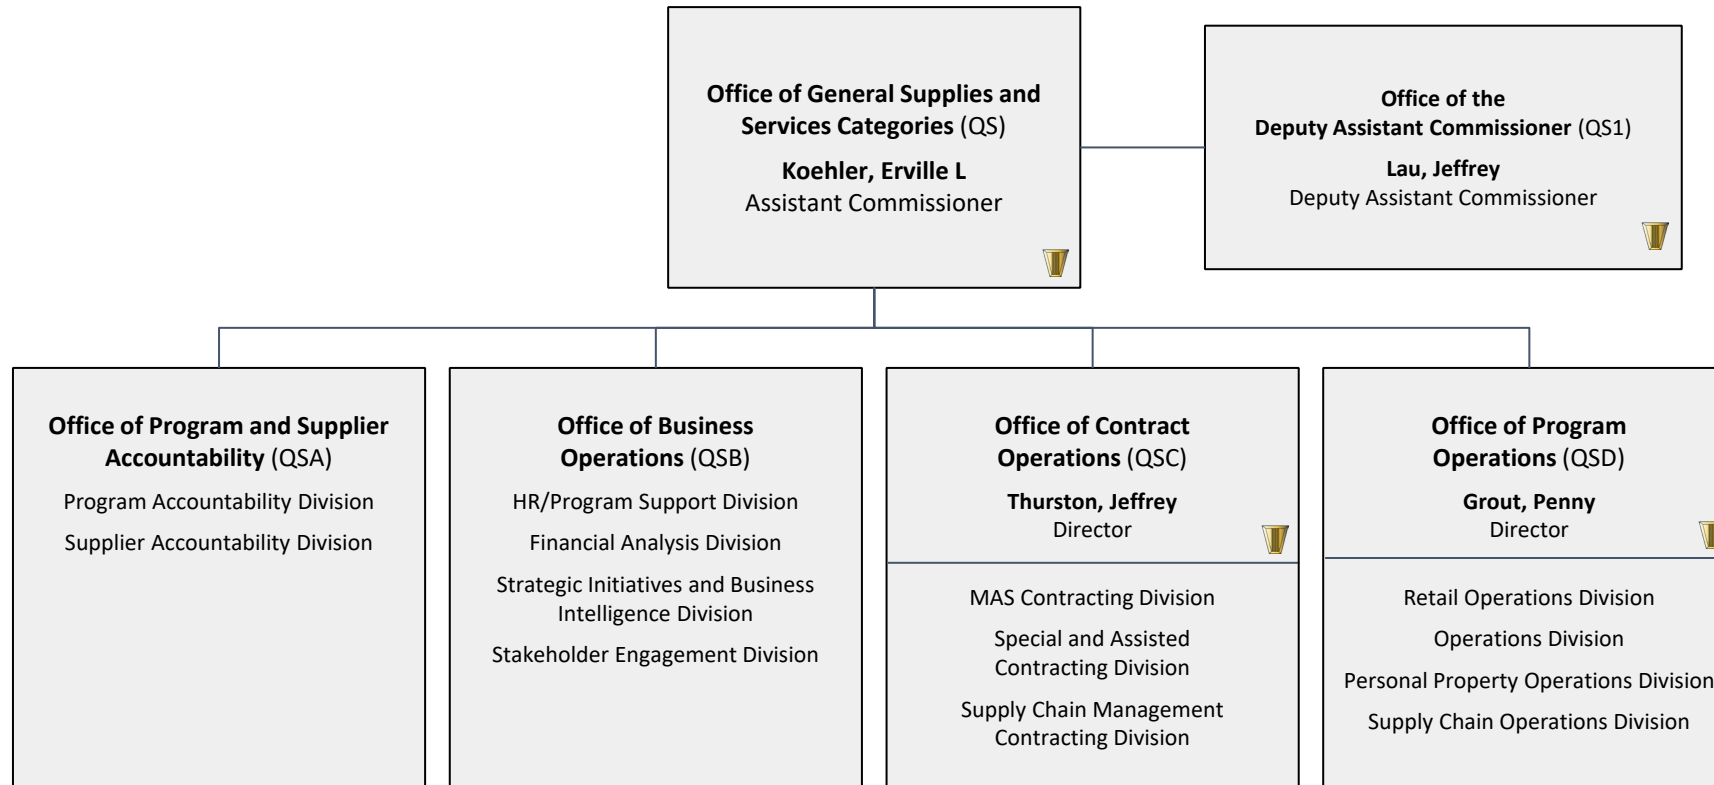 Office of General Supplies and
Services Categories (QS)
Koehler, Erville L
Assistant Commissioner
Office of the
Deputy Assistant Commissioner (QS1)
Lau, Jeffrey
Deputy Assistant Commissioner
Office of Program and Supplier
Accountability (QSA)
Program Accountability Division
Supplier Accountability Division
Office of Business
Operations (QSB)
HR/Program Support Division
Financial Analysis Division
Strategic Initiatives and Business
Intelligence Division
Stakeholder Engagement Division
Office of Contract
Operations (QSC)
Thurston, Jeffrey
Director
MAS Contracting Division
Special and Assisted
Contracting Division
Supply Chain Management
Contracting Division
Office of Program
Operations (QSD)
Grout, Penny
Director
Retail Operations Division
Operations Division
Personal Property Operations Division
Supply Chain Operations Division